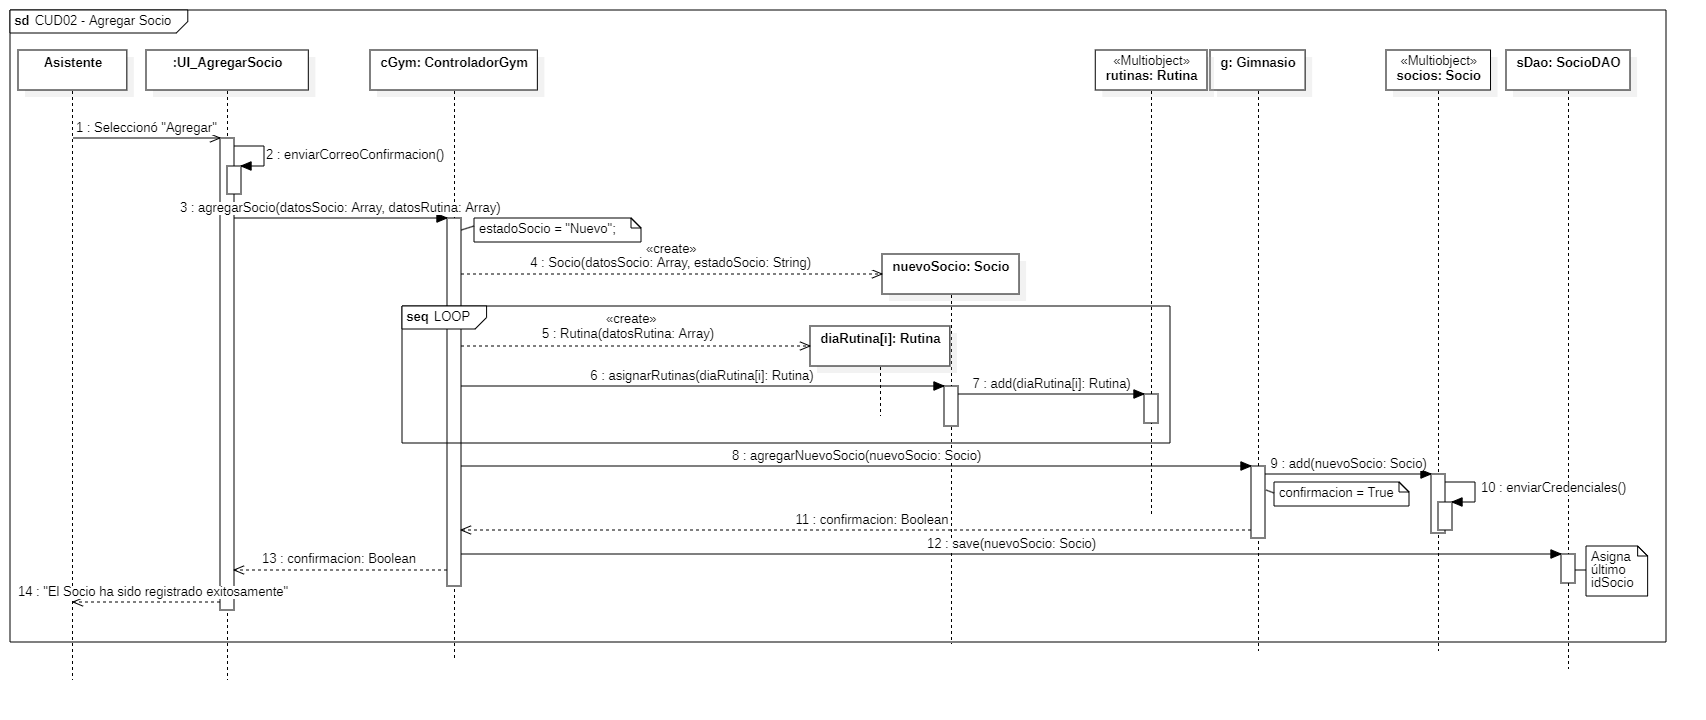 sd CUD02 - Agregar Socio
Asistente
:UI_AgregarSocio
cGym: ControladorGym
«Multiobject»
rutinas: Rutina
g: Gimnasio
«Multiobject»
socios: Socio
sDao: SocioDAO
1 : Seleccionó "Agregar"
2 : enviarCorreoConfirmacion()
3 : agregarSocio(datosSocio: Array, datosRutina: Array)
estadoSocio = "Nuevo";
«create»
4 : Socio(datosSocio: Array, estadoSocio: String)
nuevoSocio: Socio
seq LOOP
«create»
5 : Rutina(datosRutina: Array)
diaRutina[i]: Rutina
6 : asignarRutinas(diaRutina[i]: Rutina)
7 : add(diaRutina[i]: Rutina)
8 : agregarNuevoSocio(nuevoSocio: Socio)
9 : add(nuevoSocio: Socio)
confirmacion = True
10 : enviarCredenciales()
11 : confirmacion: Boolean
12 : save(nuevoSocio: Socio)
Asigna
último
idSocio
13 : confirmacion: Boolean
14 : "El Socio ha sido registrado exitosamente"